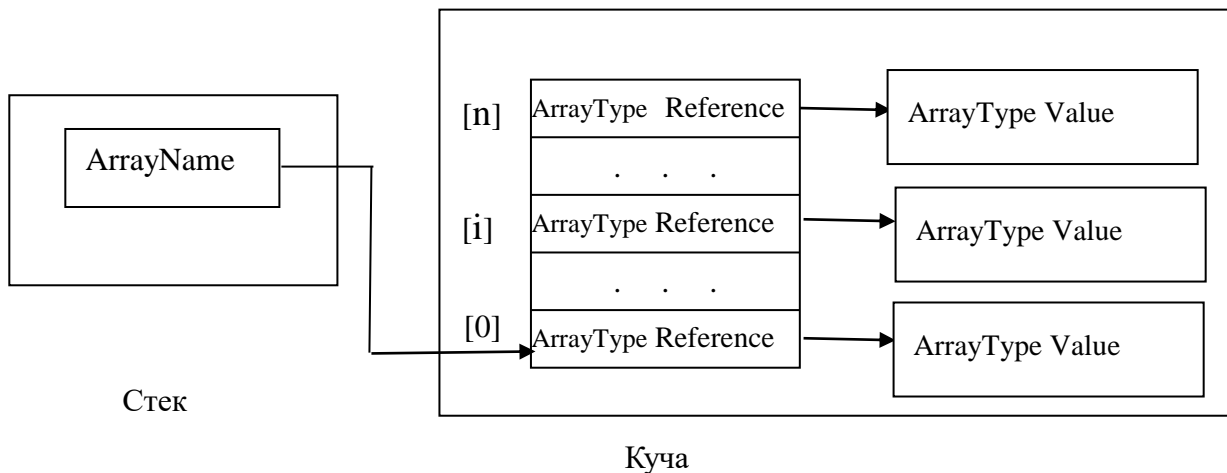 [n] ArrayType Reference ArrayType Value
ArrayName
. . .
[i] ArrayType Reference ArrayType Value
. . .
[0] ArrayType Reference ArrayType Value
Стек
Куча